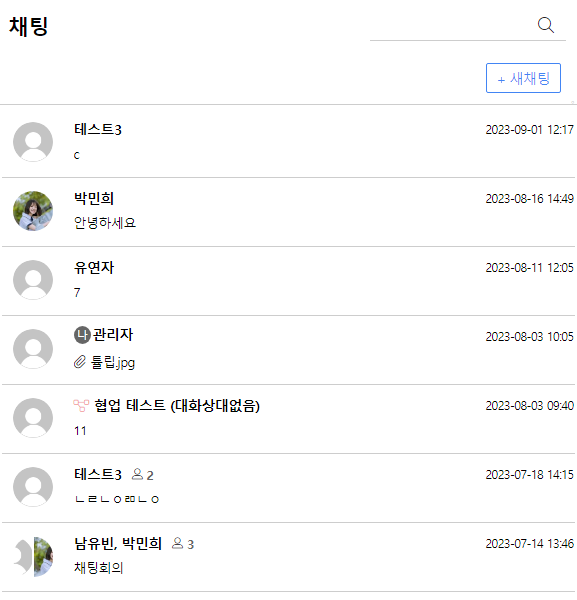 채팅
+ 새채팅
테스트3 2023-09-01 12:17
c
박민희 2023-08-16 14:49
안녕하세요
유연자 2023-08-11 12:05
7
나 관리자 2023-08-03 10:05
튤립.jpg
협업 테스트 (대화상대없음) 2023-08-03 09:40
11
테스트3 2 2023-07-18 14:15
남유빈, 박민희 3 2023-07-14 13:46
채팅회의